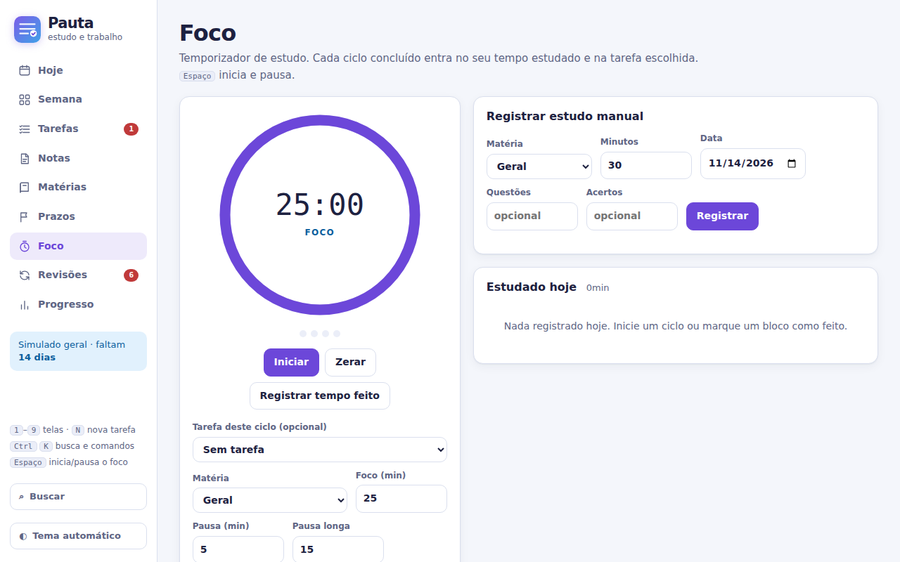 Pauta
estudo e trabalho
Hoje
Semana
Tarefas 1
Notas
Matérias
Prazos
Foco
Revisões 6
Progresso
Simulado geral · faltam
14 dias
1–9 telas · N nova tarefa
Ctrl K busca e comandos
Espaço inicia/pausa o foco
Buscar
Tema automático
Foco
Temporizador de estudo. Cada ciclo concluído entra no seu tempo estudado e na tarefa escolhida.
Espaço inicia e pausa.
25:00
FOCO
Iniciar Zerar
Registrar tempo feito
Tarefa deste ciclo (opcional)
Sem tarefa
Matéria Foco (min)
Geral 25
Pausa (min) Pausa longa
5 15
Registrar estudo manual
Matéria Minutos Data
Geral 30 11/14/2026
Questões Acertos
opcional opcional Registrar
Estudado hoje 0min
Nada registrado hoje. Inicie um ciclo ou marque um bloco como feito.